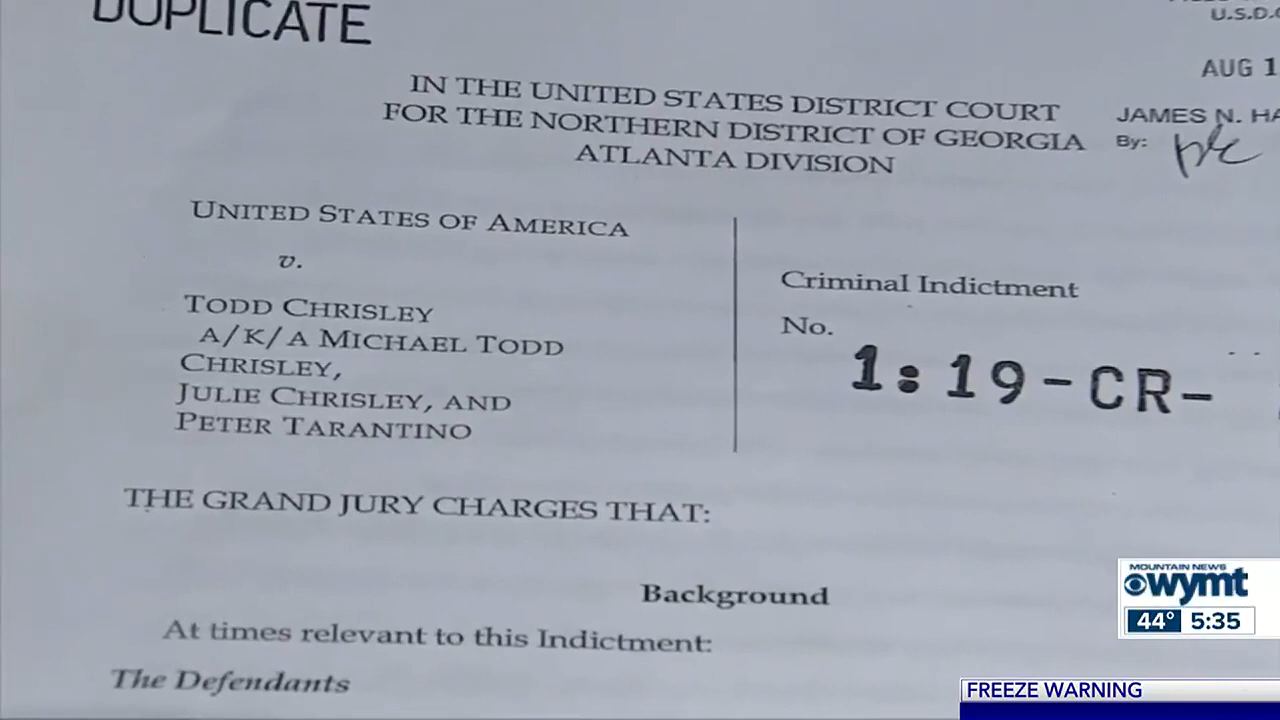 DUPLICATE
U.S.D.C
AUG 1
IN THE UNITED STATES DISTRICT COURT
FOR THE NORTHERN DISTRICT OF GEORGIA
ATLANTA DIVISION
JAMES N. HA
By:
UNITED STATES OF AMERICA
v.
TODD CHRISLEY
A/K/A MICHAEL TODD
CHRISLEY,
JULIE CHRISLEY, AND
PETER TARANTINO
Criminal Indictment
No.
1:19-CR-
THE GRAND JURY CHARGES THAT:
Background
At times relevant to this Indictment:
The Defendants
MOUNTAIN NEWS
wymt
44° 5:35
FREEZE WARNING